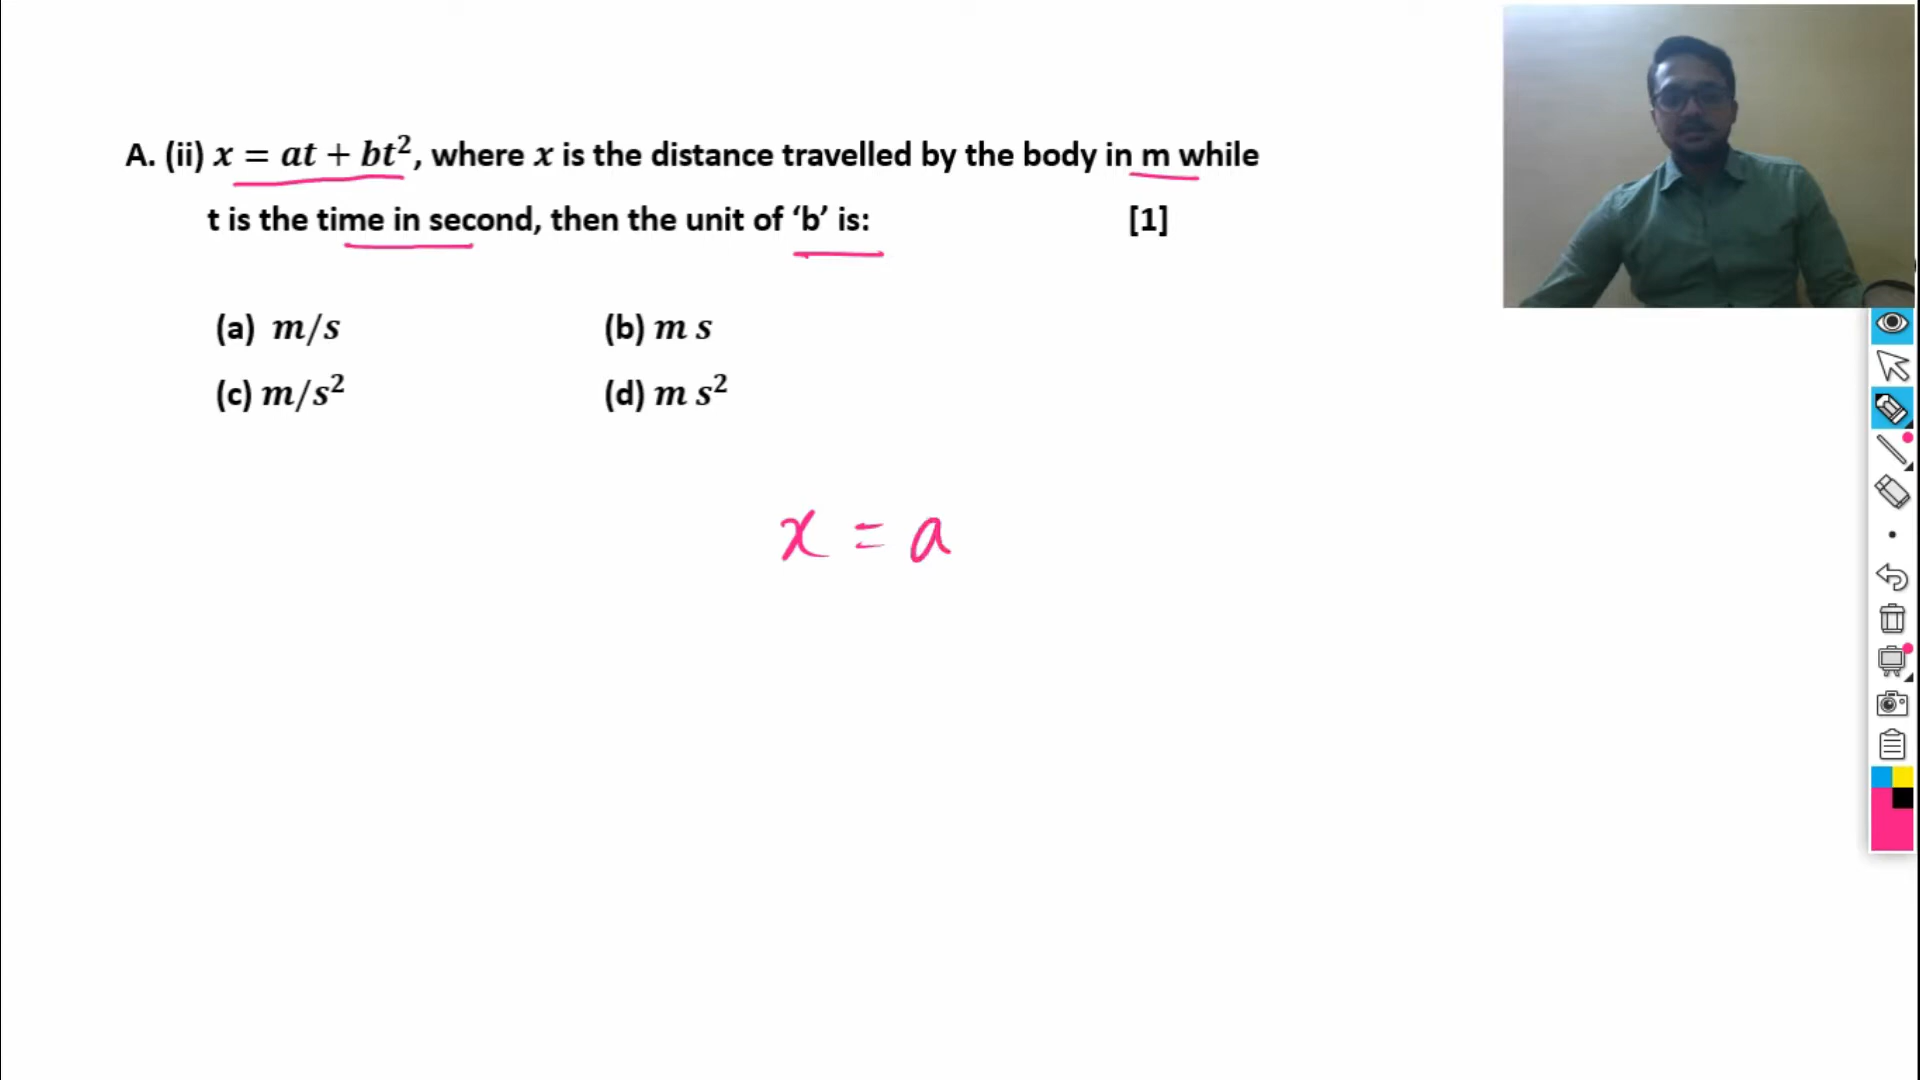 A. (ii) x = at + bt², where x is the distance travelled by the body in m while
t is the time in second, then the unit of ‘b’ is: [1]
(a) m/s (b) m s
(c) m/s² (d) m s²
x = a